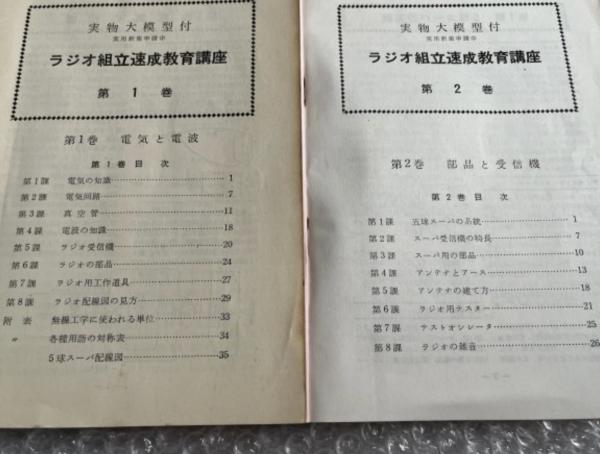 実物大模型付
実用新案申請中
ラジオ組立速成教育講座
第1巻
第1巻 電気と電波
第1巻目次
第1課 電気の知識 1
第2課 電気回路 7
第3課 真空管 11
第4課 電波の知識 18
第5課 ラジオ受信機 20
第6課 ラジオの部品 24
第7課 ラジオ用工作道具 27
第8課 ラジオ配線図の見方 29
附表 無線工学に使われる単位 33
〃 各種用語の対称表 34
5球スーパ配線図 35
実物大模型付
実用新案申請中
ラジオ組立速成教育講座
第2巻
第2巻 部品と受信機
第2巻目次
第1課 五球スーパの系統 1
第2課 スーパ受信機の特長 7
第3課 スーパ用の部品 10
第4課 アンテナとアース 13
第5課 アンテナの建て方 18
第6課 ラジオ用テスター 21
第7課 テストオシレータ 25
第8課 ラジオの雑音 26